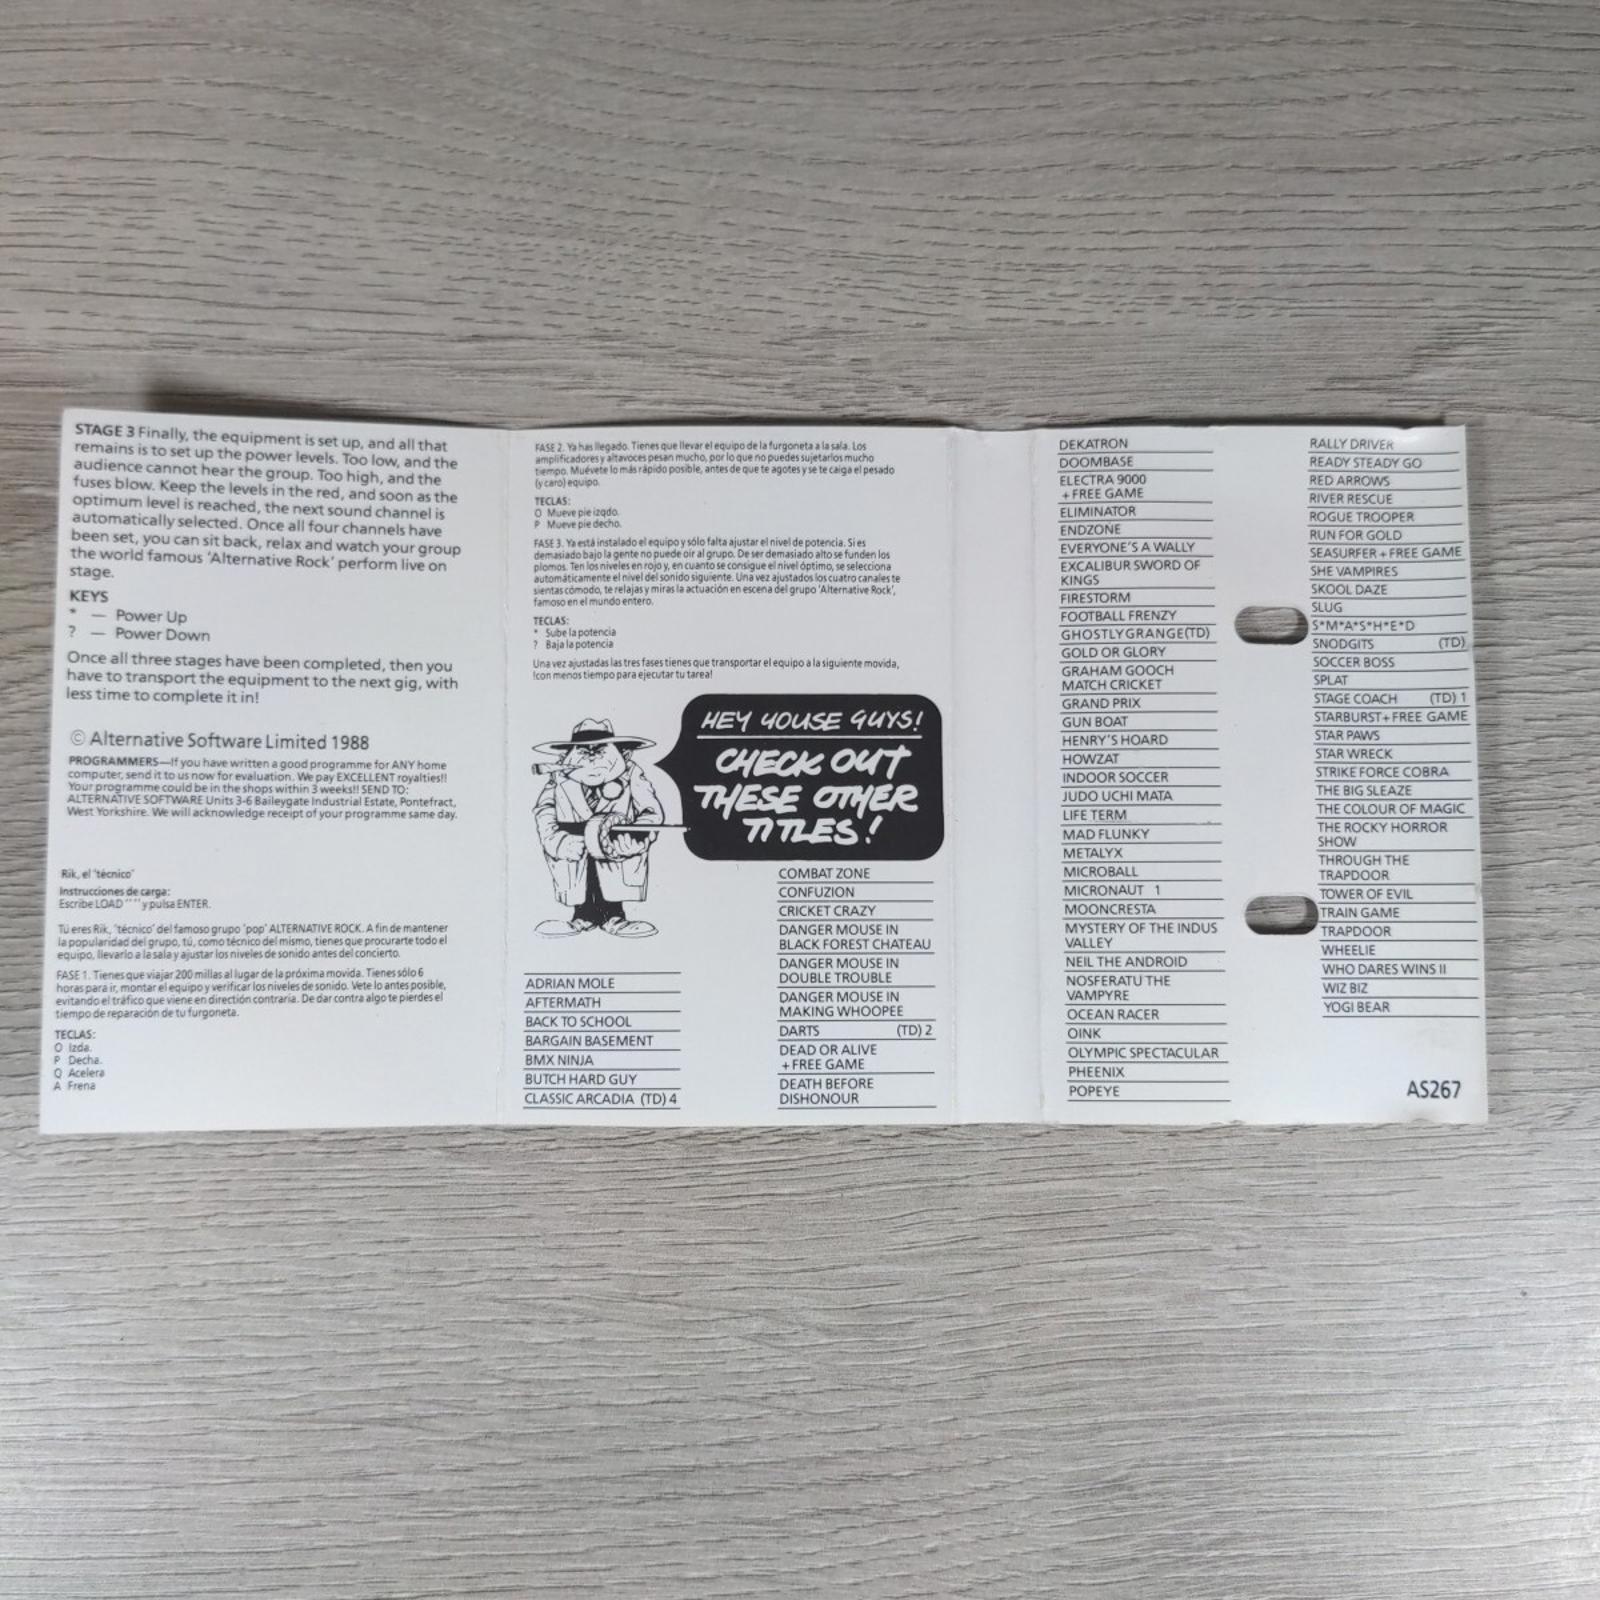 STAGE 3 Finally, the equipment is set up, and all that
remains is to set up the power levels. Too low, and the
audience cannot hear the group. Too high, and the
fuses blow. Keep the levels in the red, and soon as the
optimum level is reached, the next sound channel is
automatically selected. Once all four channels have
been set, you can sit back, relax and watch your group
the world famous 'Alternative Rock' perform live on
stage.
KEYS
* — Power Up
? — Power Down
Once all three stages have been completed, then you
have to transport the equipment to the next gig, with
less time to complete it in!
© Alternative Software Limited 1988
PROGRAMMERS—If you have written a good programme for ANY home
computer, send it to us now for evaluation. We pay EXCELLENT royalties!!
Your programme could be in the shops within 3 weeks!! SEND TO:
ALTERNATIVE SOFTWARE Units 3-6 Baileygate Industrial Estate, Pontefract,
West Yorkshire. We will acknowledge receipt of your programme same day.
Rik, el 'técnico'
Instrucciones de carga:
Escribe LOAD " " y pulsa ENTER.
Tu eres Rik, 'técnico' del famoso grupo 'pop' ALTERNATIVE ROCK. A fin de mantener
la popularidad del grupo, tú, como técnico del mismo, tienes que procurarte todo el
equipo, llevarlo a la sala y ajustar los niveles de sonido antes del concierto.
FASE 1. Tienes que viajar 200 millas al lugar de la próxima movida. Tienes sólo 6
horas para ir, montar el equipo y verificar los niveles de sonido. Vete lo antes posible,
evitando el tráfico que viene en direction contraria. De dar contra algo te pierdes el
tiempo de reparación de tu furgoneta.
TECLAS:
O Izda.
P Decha.
Q Acelera
A Frena
FASE 2. Ya has llegado. Tienes que llevar el equipo de la furgoneta a la sala. Los
amplificadores y altavoces pesan mucho, por lo que no puedes sujetarlos mucho
tiempo. Muévete lo más rápido posible, antes de que te agotes y se te caiga el pesado
(y caro) equipo.
TECLAS:
O Mueve pie izqdo.
P Mueve pie decho.
FASE 3. Ya está instalado el equipo y sólo falta ajustar el nivel de potencia. Si es
demasiado bajo la gente no puede oir al grupo. De ser demasiado alto se funden los
plomos. Ten los niveles en rojo y, en cuanto se consigue el nivel óptimo, se selecciona
automáticamente el nivel del sonido siguiente. Una vez ajustados los cuatro canales te
sientas cómodo, te relajas y miras la actuación en escena del grupo 'Alternative Rock',
famoso en el mundo entero.
TECLAS:
* Sube la potencia
? Baja la potencia
Una vez ajustadas las tres fases tienes que transportar el equipo a la siguiente movida,
!con menos tiempo para ejecutar tu tarea!
HEY YOUSE GUYS!
CHECK OUT
THESE OTHER
TITLES!
ADRIAN MOLE
AFTERMATH
BACK TO SCHOOL
BARGAIN BASEMENT
BMX NINJA
BUTCH HARD GUY
CLASSIC ARCADIA (TD) 4
COMBAT ZONE
CONFUZION
CRICKET CRAZY
DANGER MOUSE IN
BLACK FOREST CHATEAU
DANGER MOUSE IN
DOUBLE TROUBLE
DANGER MOUSE IN
MAKING WHOOPEE
DARTS (TD) 2
DEAD OR ALIVE
+ FREE GAME
DEATH BEFORE
DISHONOUR
DEKATRON
DOOMBASE
ELECTRA 9000
+ FREE GAME
ELIMINATOR
ENDZONE
EVERYONE'S A WALLY
EXCALIBUR SWORD OF
KINGS
FIRESTORM
FOOTBALL FRENZY
GHOSTLY GRANGE (TD)
GOLD OR GLORY
GRAHAM GOOCH
MATCH CRICKET
GRAND PRIX
GUN BOAT
HENRY'S HOARD
HOWZAT
INDOOR SOCCER
JUDO UCHI MATA
LIFE TERM
MAD FLUNKY
METALYX
MICROBALL
MICRONAUT 1
MOONCRESTA
MYSTERY OF THE INDUS
VALLEY
NEIL THE ANDROID
NOSFERATU THE
VAMPYRE
OCEAN RACER
OINK
OLYMPIC SPECTACULAR
PHEENIX
POPEYE
RALLY DRIVER
READY STEADY GO
RED ARROWS
RIVER RESCUE
ROGUE TROOPER
RUN FOR GOLD
SEASURFER + FREE GAME
SHE VAMPIRES
SKOOL DAZE
SLUG
S*M*A*S*H*E*D
SNODGITS (TD)
SOCCER BOSS
SPLAT
STAGE COACH (TD) 1
STARBURST + FREE GAME
STAR PAWS
STAR WRECK
STRIKE FORCE COBRA
THE BIG SLEAZE
THE COLOUR OF MAGIC
THE ROCKY HORROR
SHOW
THROUGH THE
TRAPDOOR
TOWER OF EVIL
TRAIN GAME
TRAPDOOR
WHEELIE
WHO DARES WINS II
WIZ BIZ
YOGI BEAR
AS267